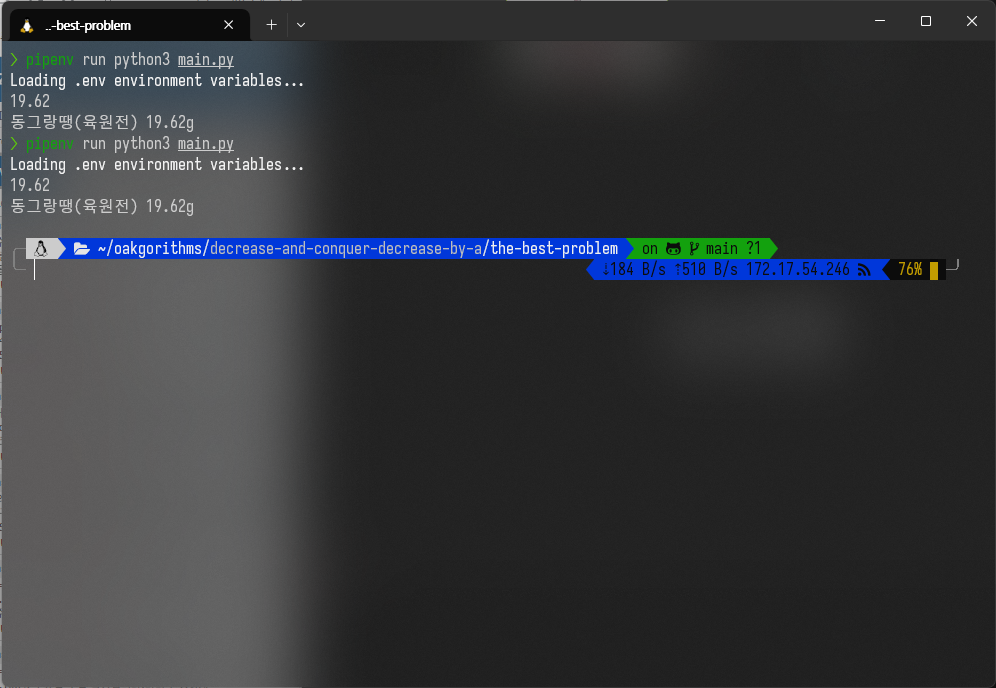 ..-best-problem
❯ pipenv run python3 main.py
Loading .env environment variables...
19.62
동그랑땡(육원전) 19.62g
❯ pipenv run python3 main.py
Loading .env environment variables...
19.62
동그랑땡(육원전) 19.62g
~/oakgorithms/decrease-and-conquer-decrease-by-a/the-best-problem on main ?1
↓184 B/s ↑510 B/s 172.17.54.246 76%